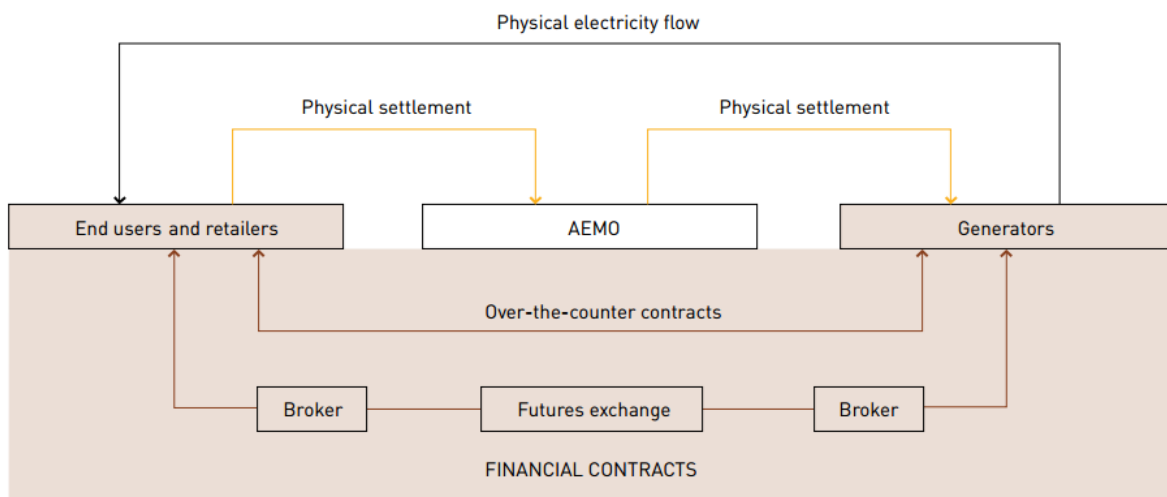 Physical electricity flow
Physical settlement
Physical settlement
End users and retailers
AEMO
Generators
Over-the-counter contracts
Broker
Futures exchange
Broker
FINANCIAL CONTRACTS